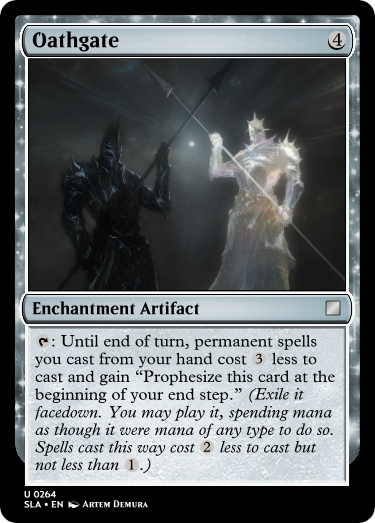 Oathgate 4
Enchantment Artifact
: Until end of turn, permanent spells
you cast from your hand cost 3 less to
cast and gain “Prophesize this card at the
beginning of your end step.” (Exile it
facedown. You may play it, spending mana
as though it were mana of any type to do so.
Spells cast this way cost 2 less to cast but
not less than 1.)
U 0264
SLA • EN Artem Demura